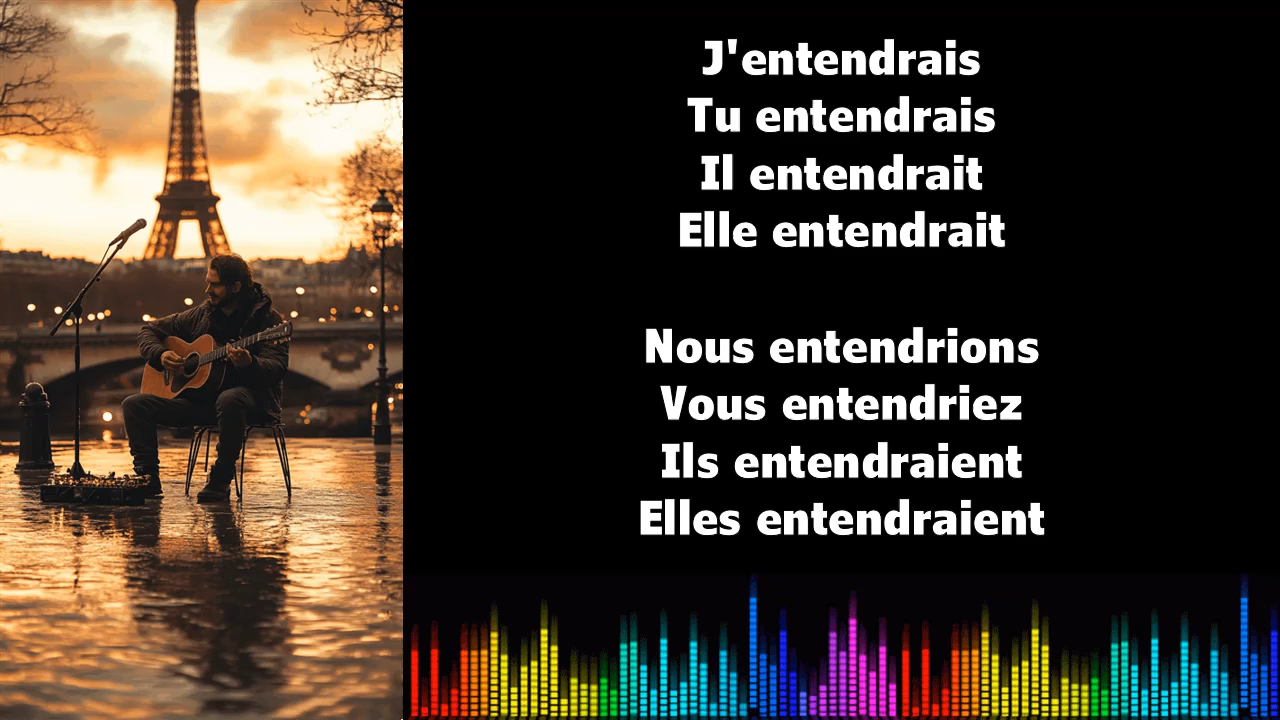 J'entendrais
Tu entendrais
Il entendrait
Elle entendrait
Nous entendrions
Vous entendriez
Ils entendraient
Elles entendraient